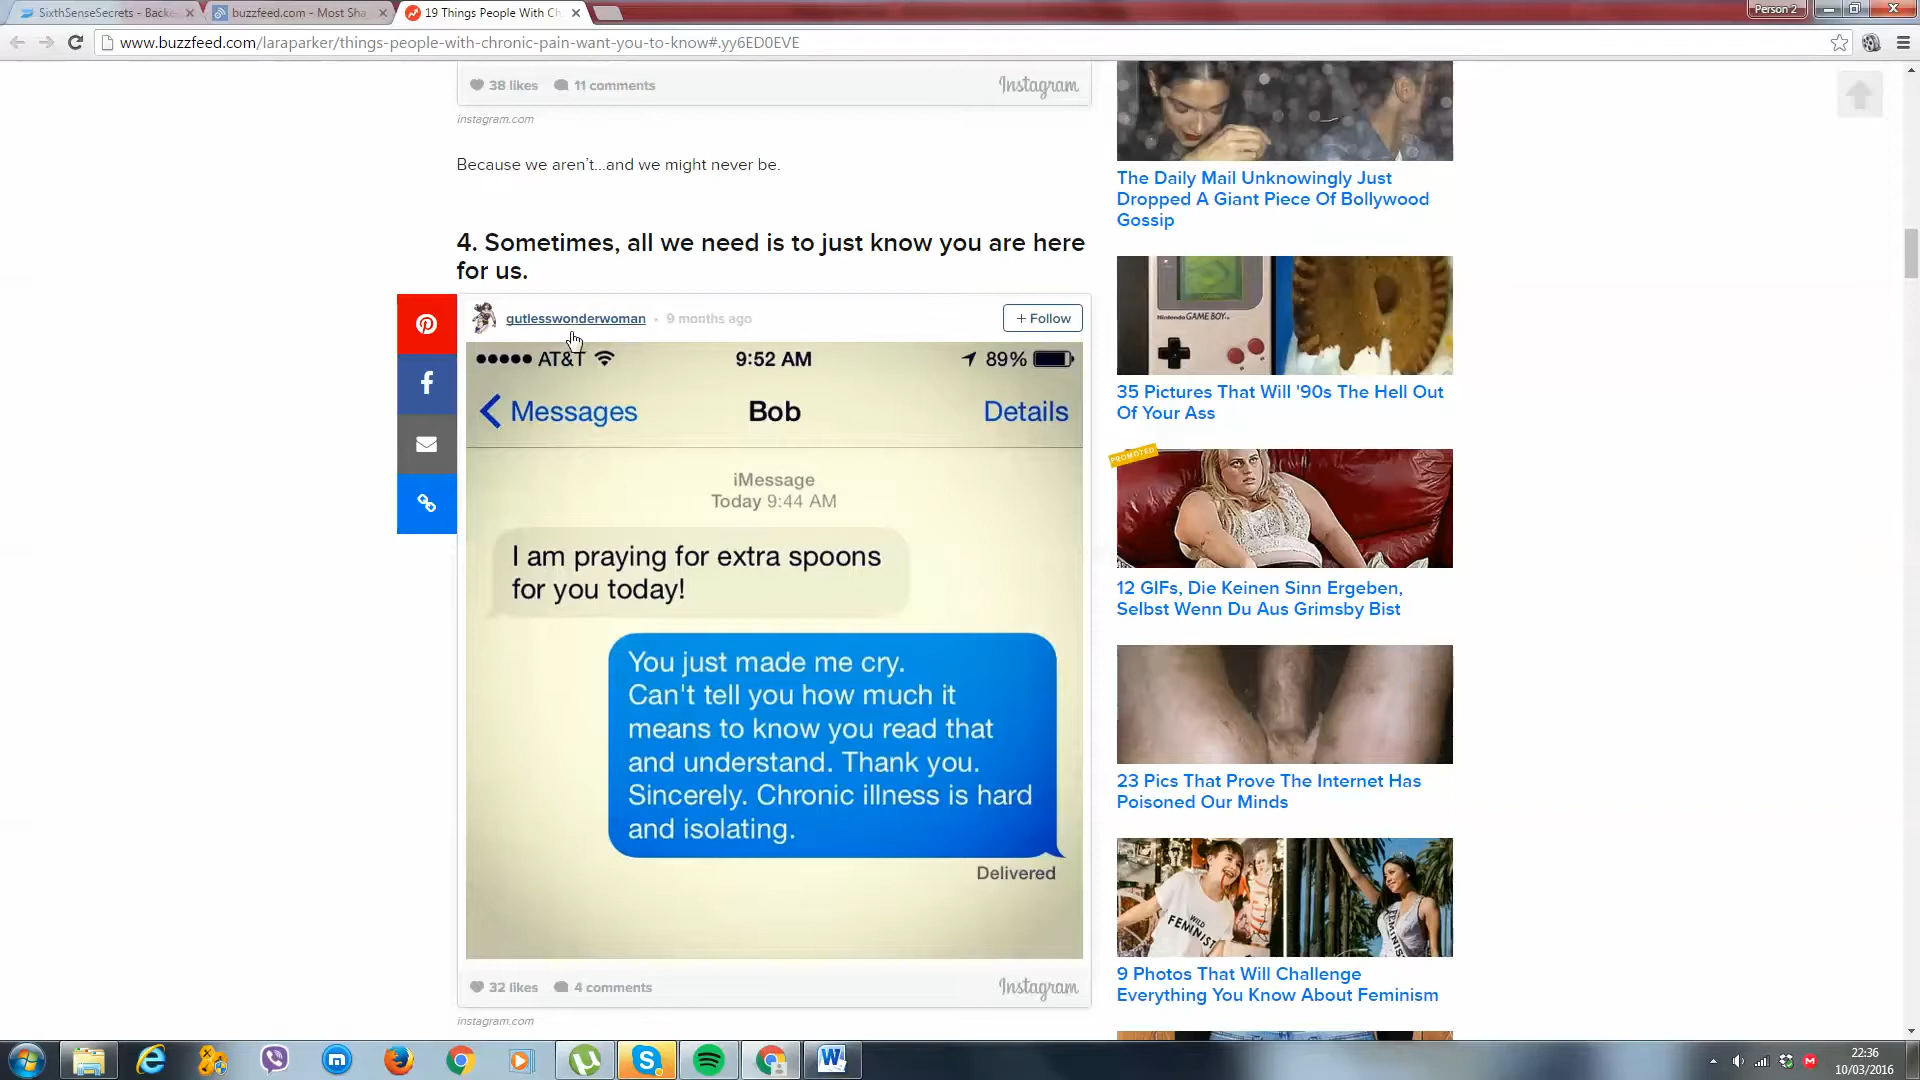 SixthSenseSecrets - Back
buzzfeed.com - Most Sha
19 Things People With Ch
Person 2
www.buzzfeed.com/laraparker/things-people-with-chronic-pain-want-you-to-know#.yy6ED0EVE
38 likes 11 comments Instagram
instagram.com
Because we aren't...and we might never be.
4. Sometimes, all we need is to just know you are here
for us.
gutlesswonderwoman • 9 months ago + Follow
AT&T 9:52 AM 89%
Messages Bob Details
iMessage
Today 9:44 AM
I am praying for extra spoons
for you today!
You just made me cry.
Can't tell you how much it
means to know you read that
and understand. Thank you.
Sincerely. Chronic illness is hard
and isolating.
Delivered
32 likes 4 comments Instagram
instagram.com
The Daily Mail Unknowingly Just
Dropped A Giant Piece Of Bollywood
Gossip
Nintendo GAME BOY
35 Pictures That Will '90s The Hell Out
Of Your Ass
PROMOTED
12 GIFs, Die Keinen Sinn Ergeben,
Selbst Wenn Du Aus Grimsby Bist
23 Pics That Prove The Internet Has
Poisoned Our Minds
WILD
FEMINIST
FEMINIST
9 Photos That Will Challenge
Everything You Know About Feminism
22:36
10/03/2016